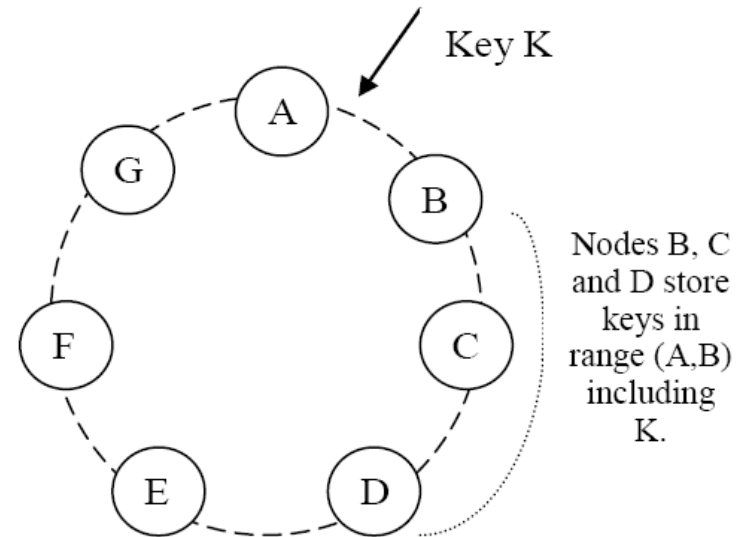 Key K
A
B
G
Nodes B, C
and D store
keys in
range (A,B)
including
K.
F
C
E
D